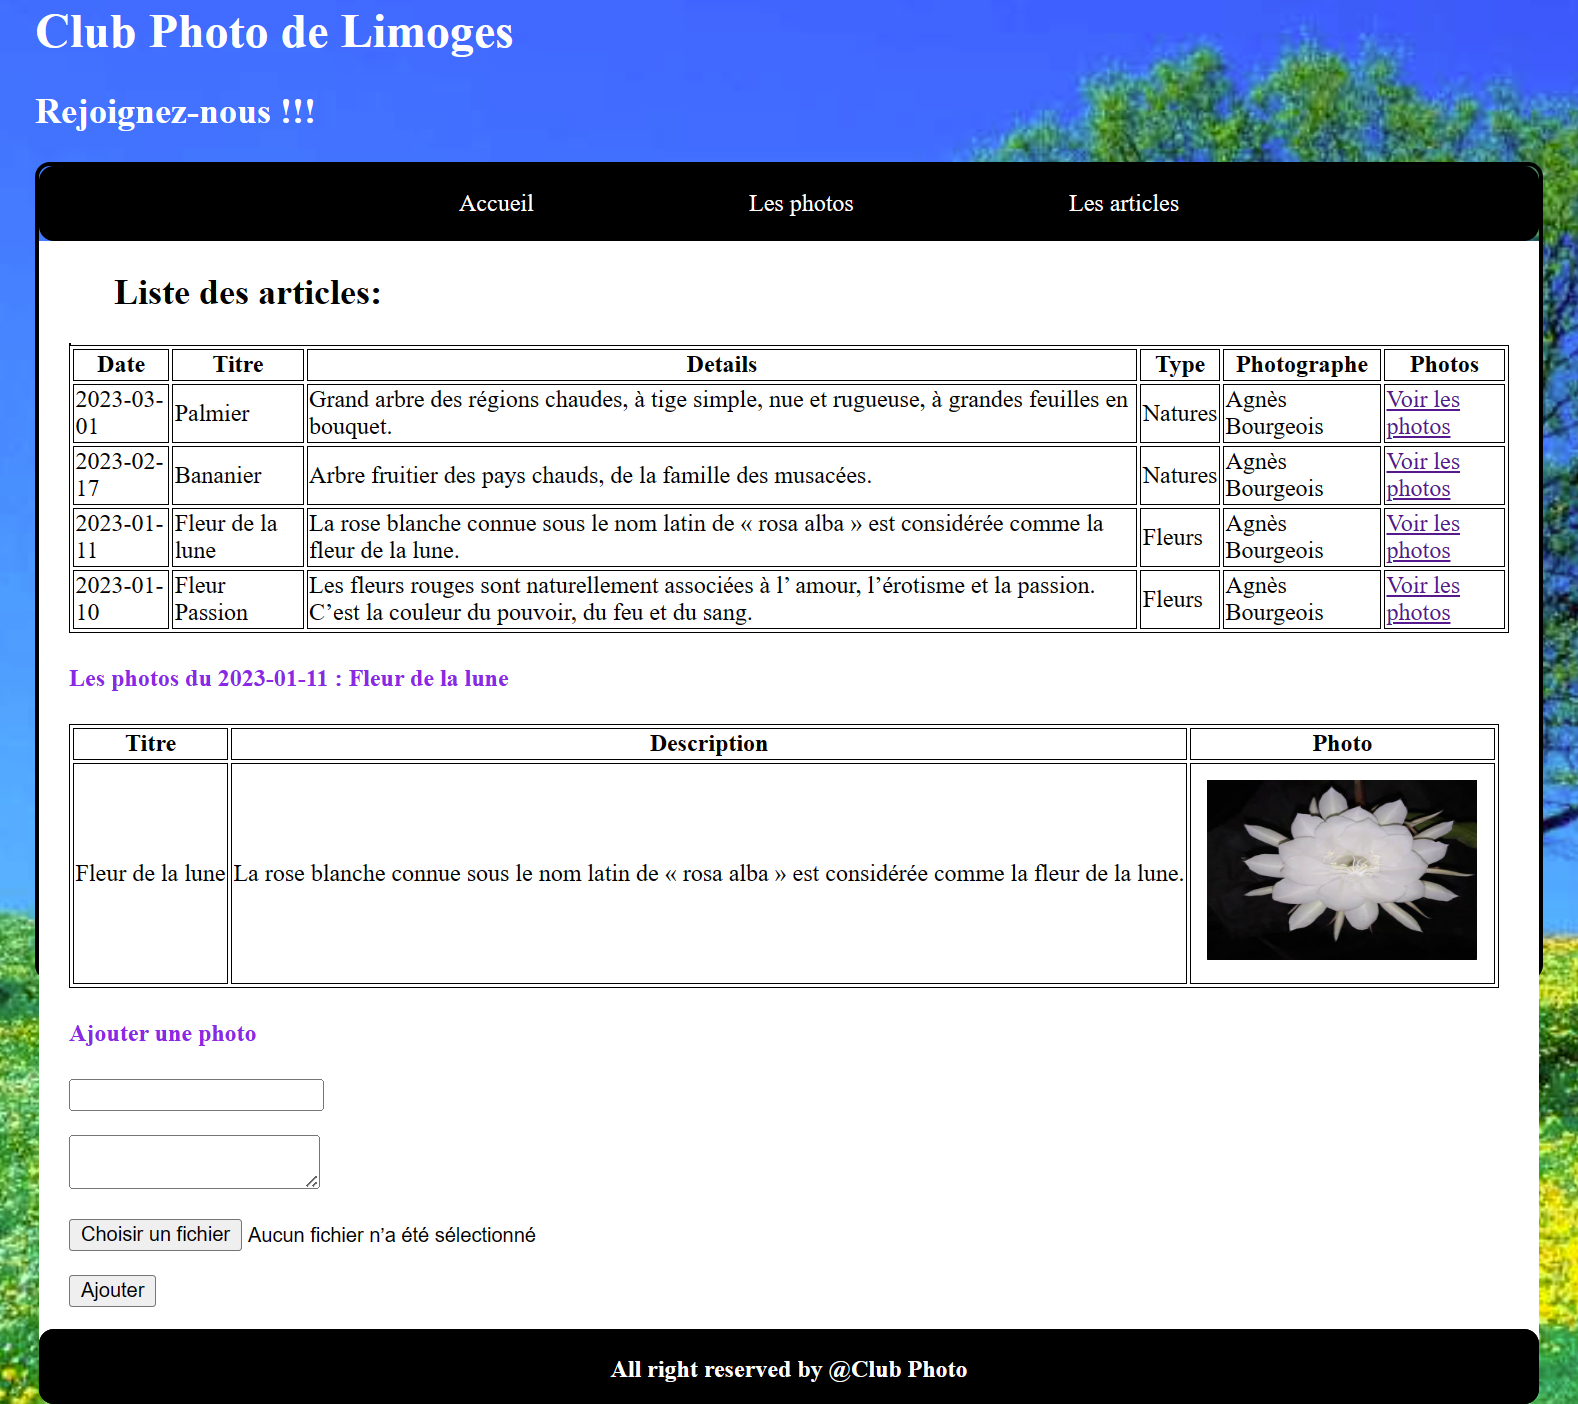 Club Photo de Limoges
Rejoignez-nous !!!
Accueil Les photos Les articles
Liste des articles:
Date Titre Details Type Photographe Photos
2023-03-01 Palmier Grand arbre des régions chaudes, à tige simple, nue et rugueuse, à grandes feuilles en bouquet. Natures Agnès Bourgeois Voir les photos
2023-02-17 Bananier Arbre fruitier des pays chauds, de la famille des musacées. Natures Agnès Bourgeois Voir les photos
2023-01-11 Fleur de la lune La rose blanche connue sous le nom latin de « rosa alba » est considérée comme la fleur de la lune. Fleurs Agnès Bourgeois Voir les photos
2023-01-10 Fleur Passion Les fleurs rouges sont naturellement associées à l’ amour, l’érotisme et la passion. C’est la couleur du pouvoir, du feu et du sang. Fleurs Agnès Bourgeois Voir les photos
Les photos du 2023-01-11 : Fleur de la lune
Titre Description Photo
Fleur de la lune La rose blanche connue sous le nom latin de « rosa alba » est considérée comme la fleur de la lune.
Ajouter une photo
Choisir un fichier Aucun fichier n’a été sélectionné
Ajouter
All right reserved by @Club Photo